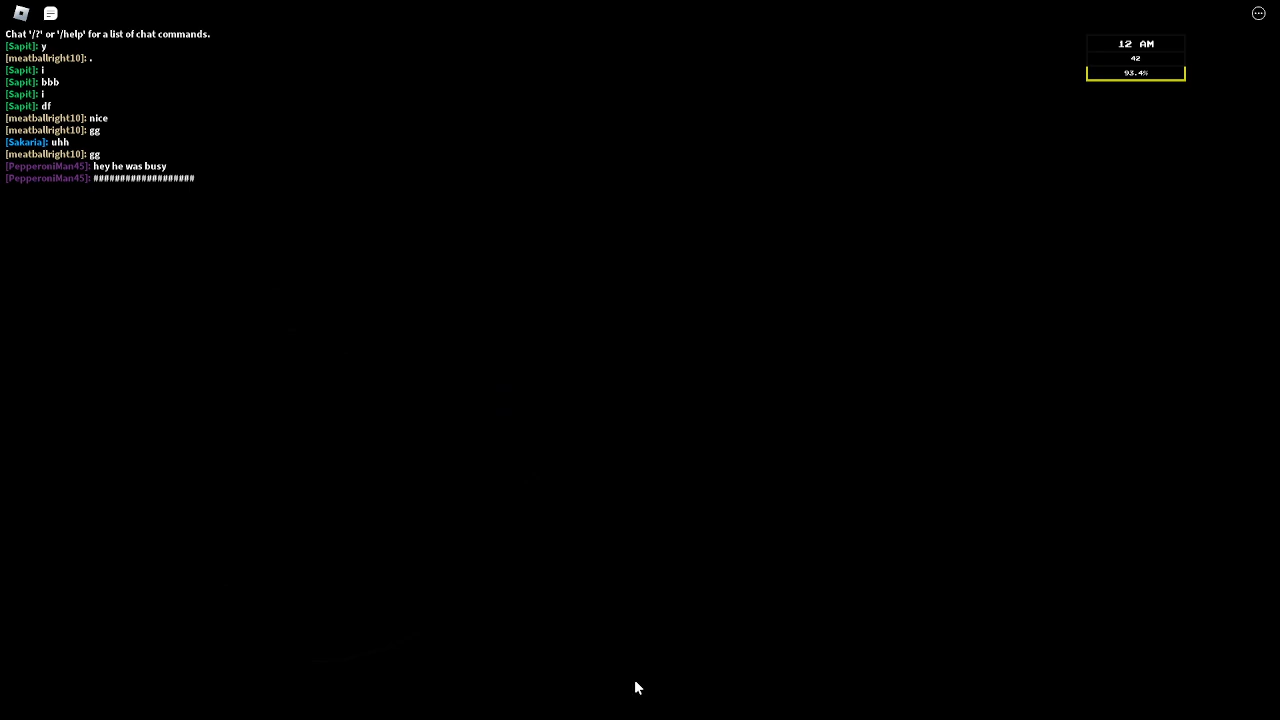 Chat '/?' or '/help' for a list of chat commands.
[Sapit]: y
[meatballright10]: .
[Sapit]: i
[Sapit]: bbb
[Sapit]: i
[Sapit]: df
[meatballright10]: nice
[meatballright10]: gg
[Sakaria]: uhh
[meatballright10]: gg
[PepperoniMan45]: hey he was busy
[PepperoniMan45]: ###################
12 AM
42
93.4%